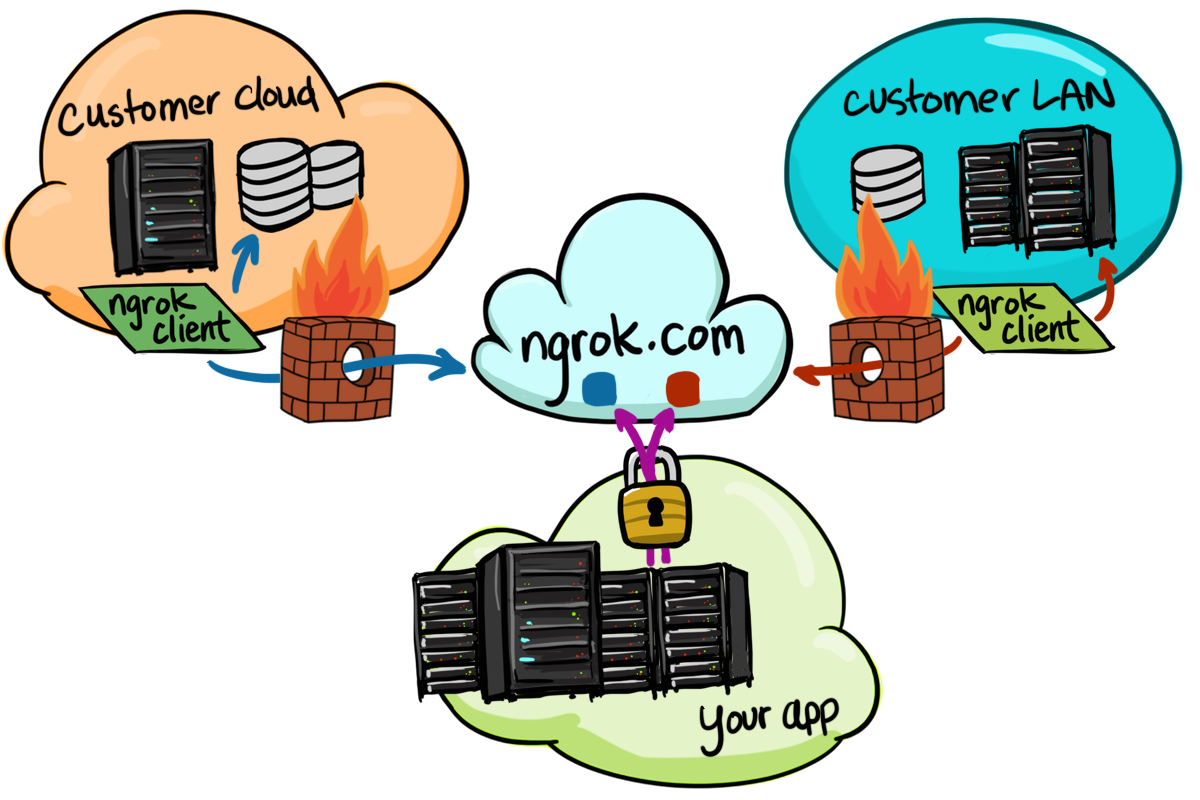 customer cloud
ngrok
client
customer LAN
ngrok
client
ngrok.com
your app